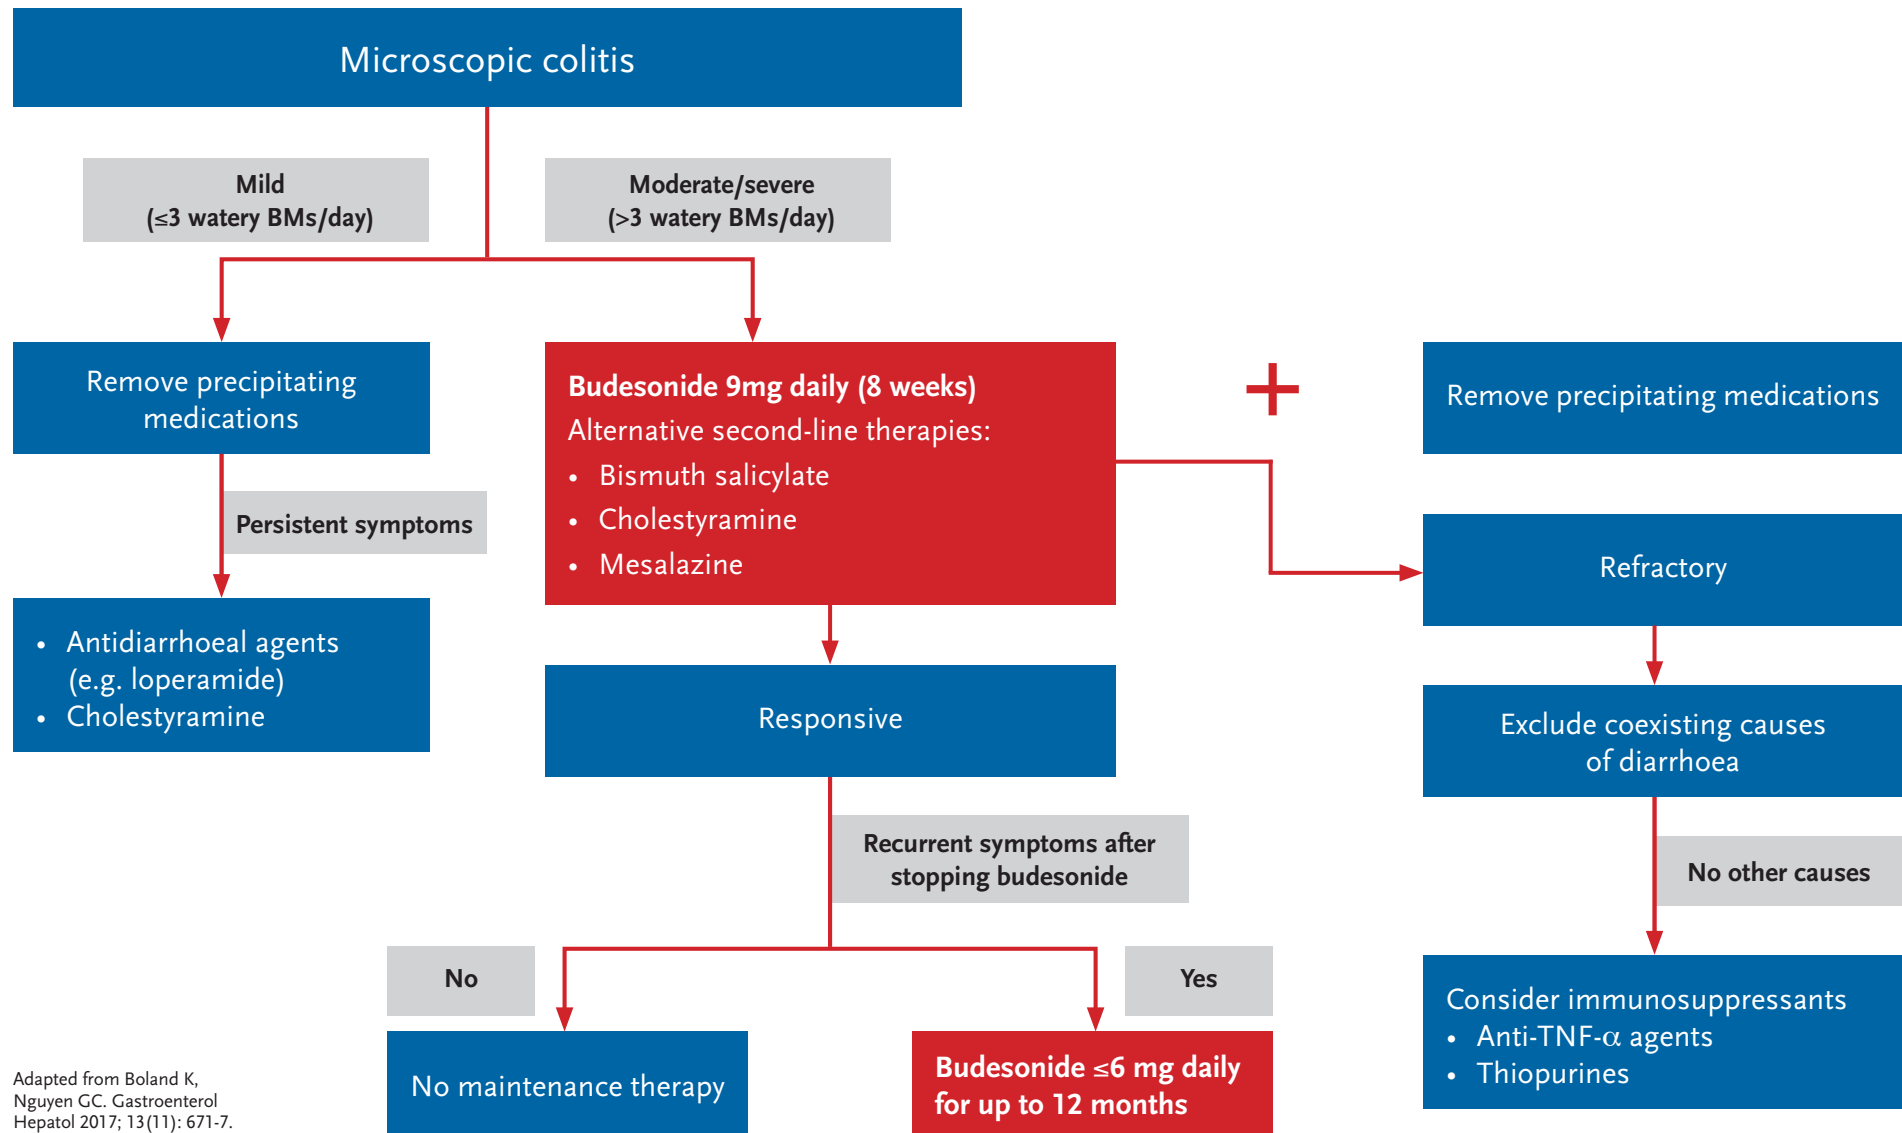 Microscopic colitis
Mild
(≤3 watery BMs/day)
Moderate/severe
(>3 watery BMs/day)
Remove precipitating
medications
Budesonide 9mg daily (8 weeks)
Alternative second-line therapies:
• Bismuth salicylate
• Cholestyramine
• Mesalazine
+
Remove precipitating medications
Persistent symptoms
Refractory
• Antidiarrhoeal agents
(e.g. loperamide)
• Cholestyramine
Responsive
Exclude coexisting causes
of diarrhoea
Recurrent symptoms after
stopping budesonide
No other causes
No
Yes
No maintenance therapy
Budesonide ≤6 mg daily
for up to 12 months
Consider immunosuppressants
• Anti-TNF-α agents
• Thiopurines
Adapted from Boland K,
Nguyen GC. Gastroenterol
Hepatol 2017; 13(11): 671-7.